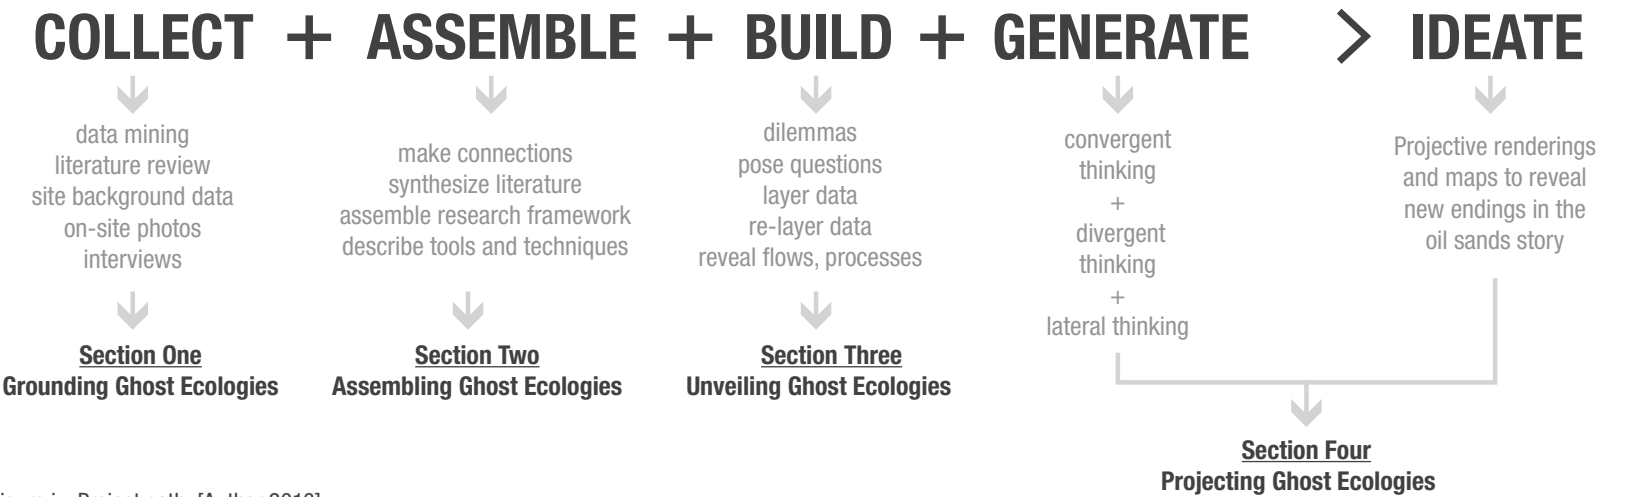 COLLECT + ASSEMBLE + BUILD + GENERATE > IDEATE
data mining
literature review
site background data
on-site photos
interviews
Section One
Grounding Ghost Ecologies
make connections
synthesize literature
assemble research framework
describe tools and techniques
Section Two
Assembling Ghost Ecologies
dilemmas
pose questions
layer data
re-layer data
reveal flows, processes
Section Three
Unveiling Ghost Ecologies
convergent
thinking
+
divergent
thinking
+
lateral thinking
Projective renderings
and maps to reveal
new endings in the
oil sands story
Section Four
Projecting Ghost Ecologies